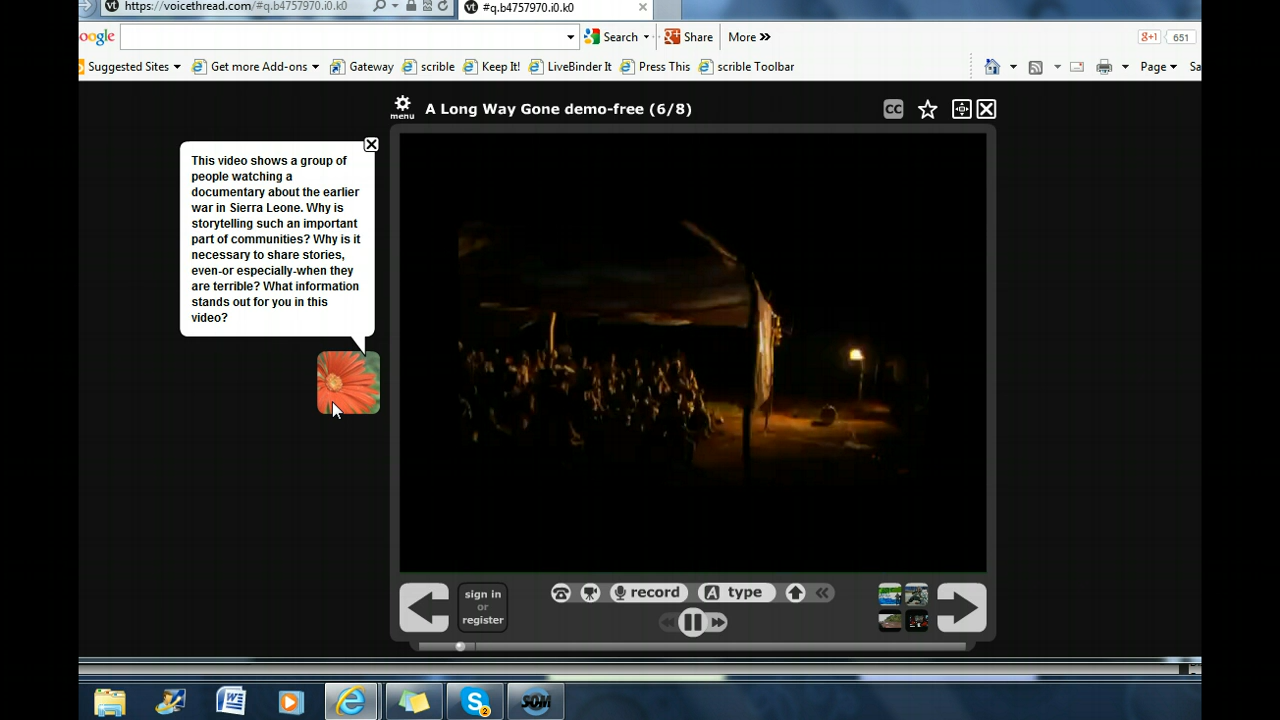 https://voicethread.com/#q.b4757970.i0.k0
#q.b4757970.i0.k0
oogle Search Share More » g+1 651
Suggested Sites Get more Add-ons Gateway scrible Keep It! LiveBinder It Press This scrible Toolbar Page Sa
menu
A Long Way Gone demo-free (6/8)
CC
This video shows a group of
people watching a
documentary about the earlier
war in Sierra Leone. Why is
storytelling such an important
part of communities? Why is it
necessary to share stories,
even-or especially-when they
are terrible? What information
stands out for you in this
video?
sign in
or
register
record
A type